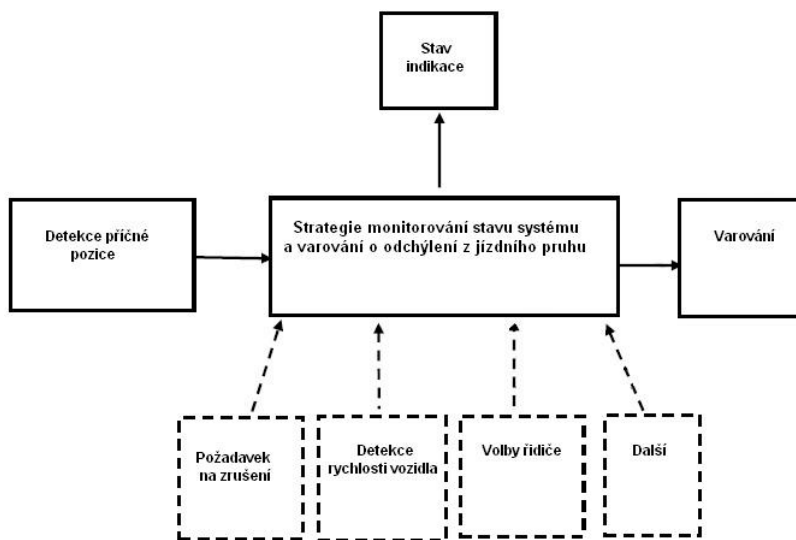 Stav
indikace
Detekce příčné
pozice
Strategie monitorování stavu systému
a varování o odchýlení z jízdního pruhu
Varování
Požadavek
na zrušení
Detekce
rychlosti vozidla
Volby řidiče
Další